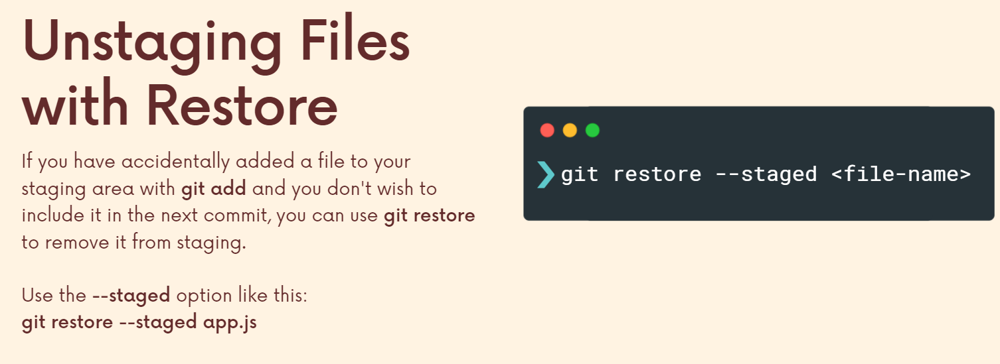 Unstaging Files
with Restore
If you have accidentally added a file to your
staging area with git add and you don't wish to
include it in the next commit, you can use git restore
to remove it from staging.
Use the --staged option like this:
git restore --staged app.js
❯ git restore --staged <file-name>